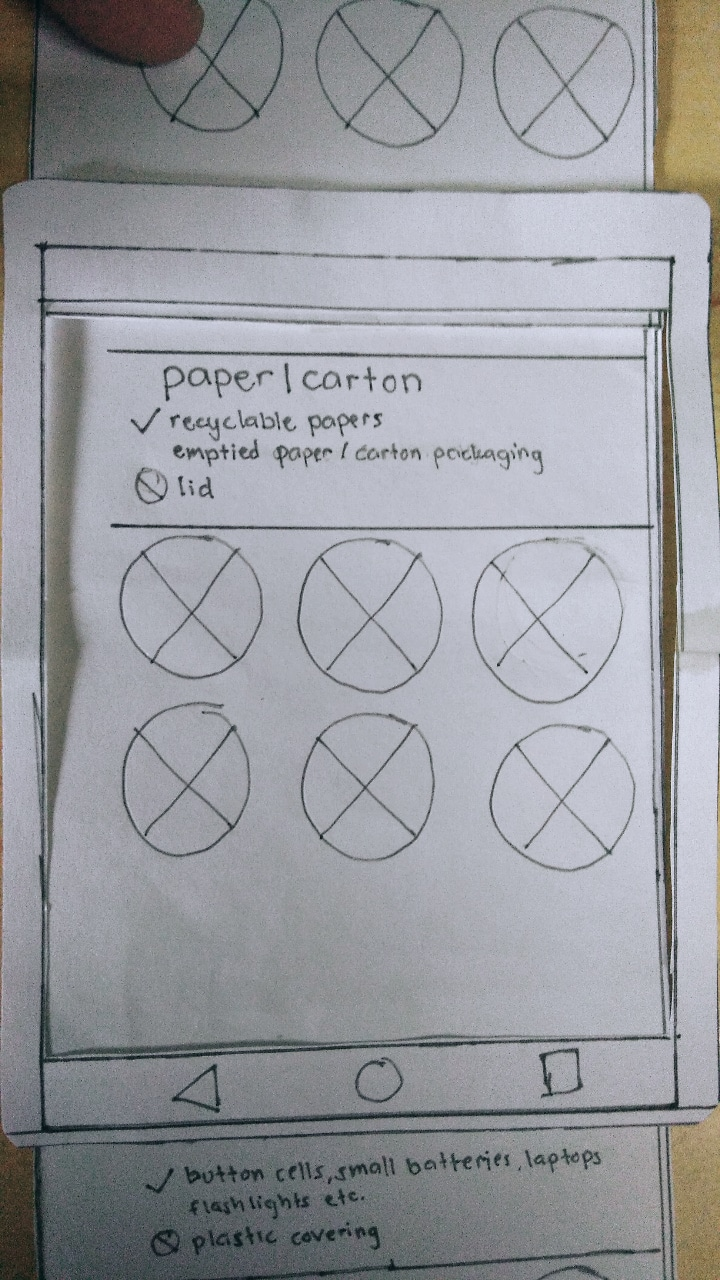 paper/carton
✓ recyclable papers
emptied paper/carton packaging
lid
✓ button cells, small batteries, laptops
flashlights etc.
plastic covering